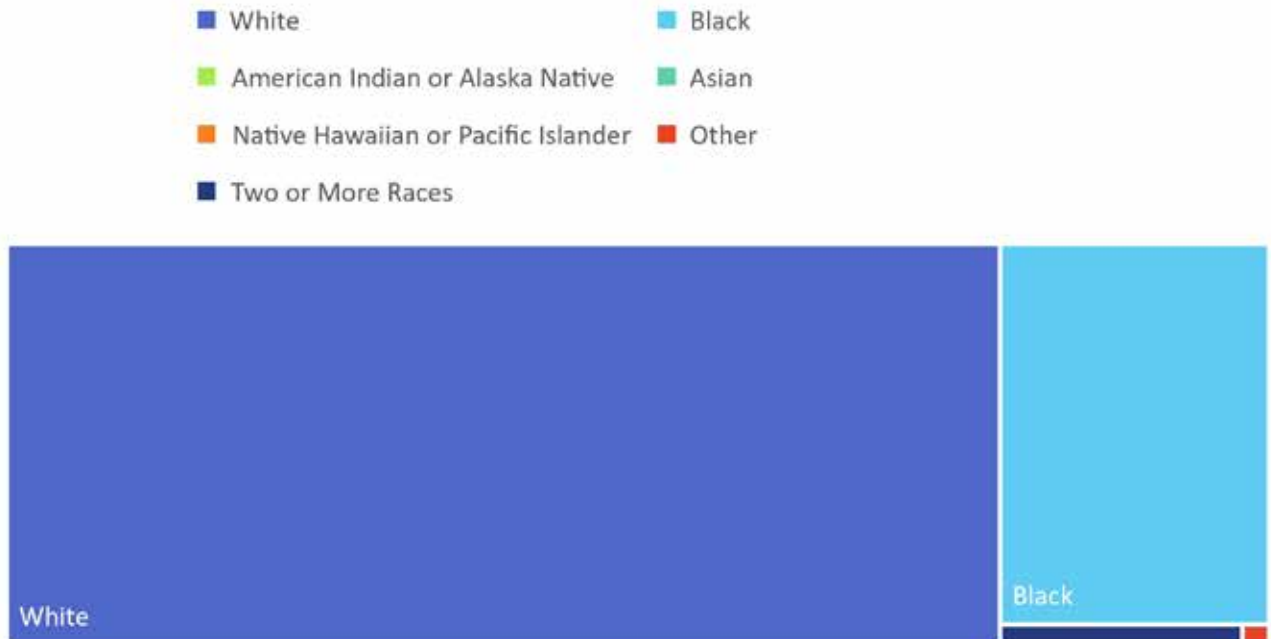 White
Black
American Indian or Alaska Native
Asian
Native Hawaiian or Pacific Islander
Other
Two or More Races
White
Black